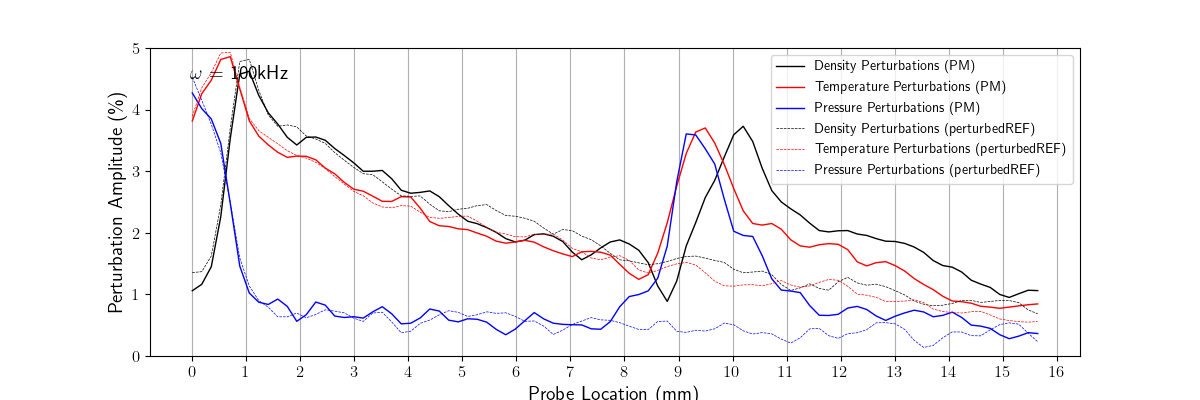 ω = 100kHz
Density Perturbations (PM)
Temperature Perturbations (PM)
Pressure Perturbations (PM)
Density Perturbations (perturbedREF)
Temperature Perturbations (perturbedREF)
Pressure Perturbations (perturbedREF)
Perturbation Amplitude (%)
5
4
3
2
1
0
0 1 2 3 4 5 6 7 8 9 10 11 12 13 14 15 16
Probe Location (mm)